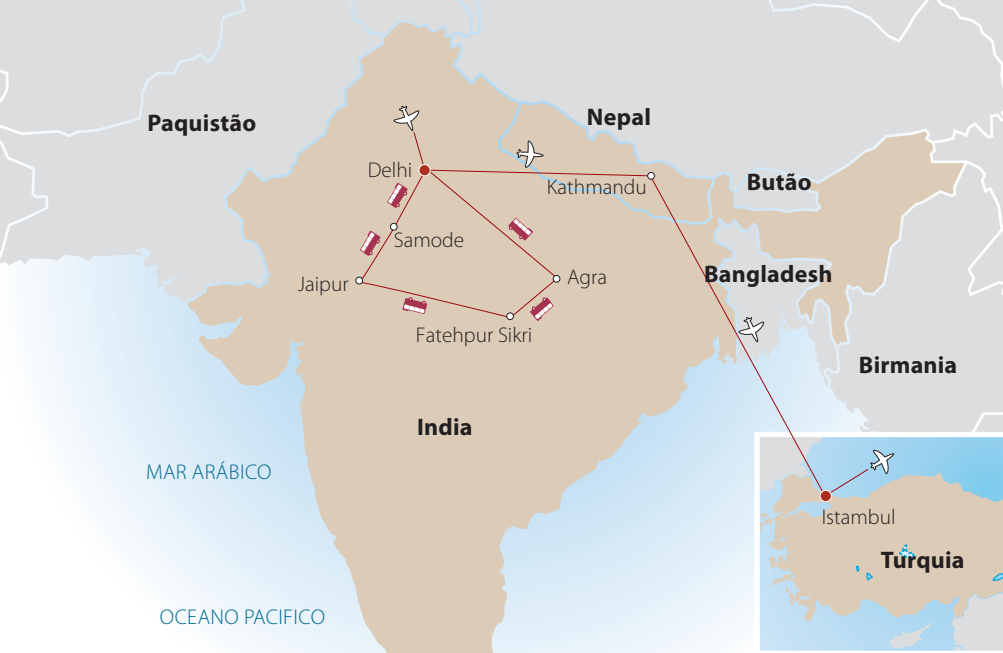 Nepal
Paquistão
Delhi
Kathmandu
Butão
Samode
Jaipur
Agra
Bangladesh
Fatehpur Sikri
Birmania
India
MAR ARÁBICO
Istambul
Turquia
OCEANO PACIFICO